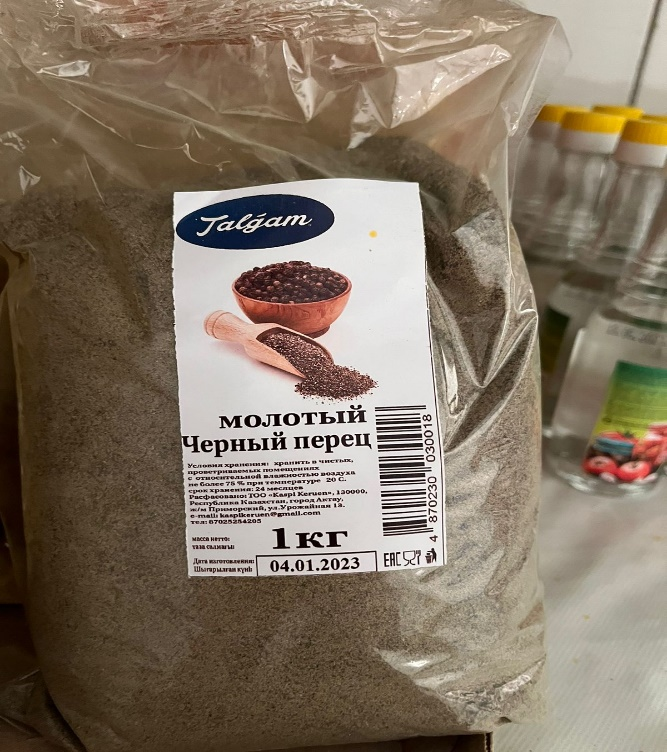 Talǵam
молотый
Черный перец
Условия хранения: хранить в чистых,
проветриваемых помещениях
с относительной влажностью воздуха
не более 75 % при температуре 20 С.
срок хранения: 24 месяцев
Расфасовано: ТОО «Kaspi Keruen», 130000,
Республика Казахстан, город Актау,
ж/м Приморский, ул.Урожайная 13.
e-mail: kaspikeruen@gmail.com
тел: 87025254205
масса нетто:
таза салмағы:
1кг
Дата изготовления:
Шығарылған күні:
04.01.2023
EAC
4 870230 030018